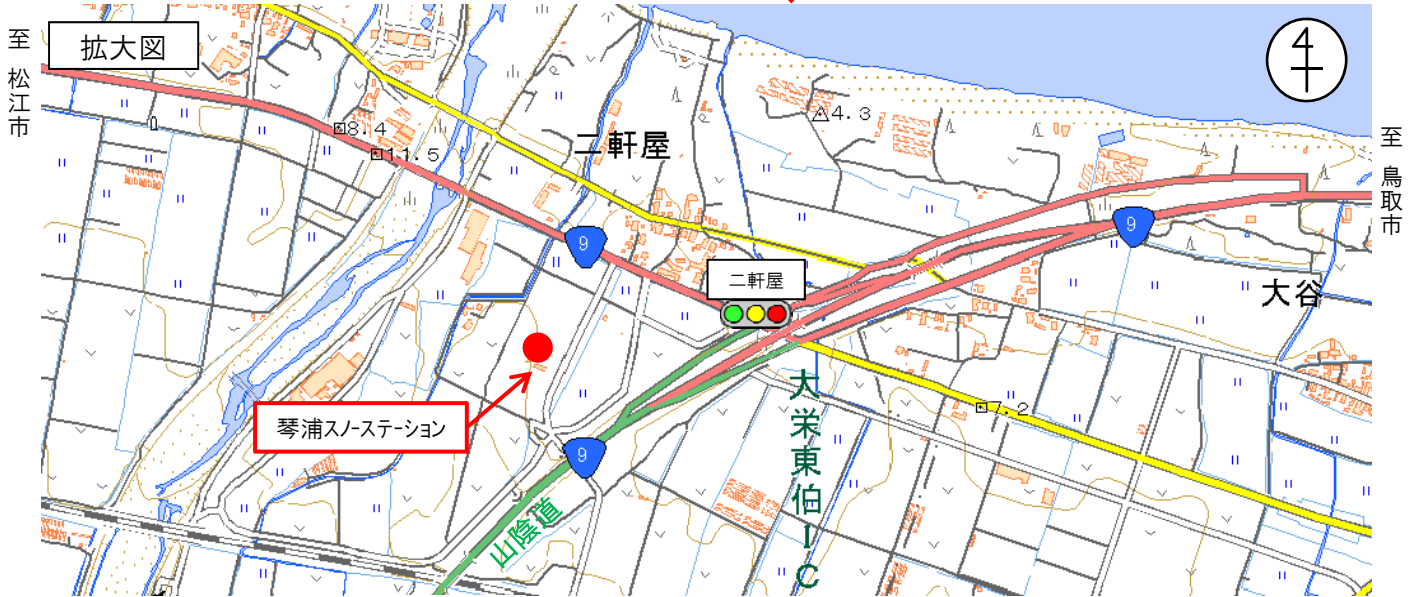 拡大図
至 松江市
至 鳥取市
二軒屋
4.3
8.4
11.5
9
9
二軒屋
大谷
琴浦スノーステーション
7.2
大栄東伯IC
9
山陰道